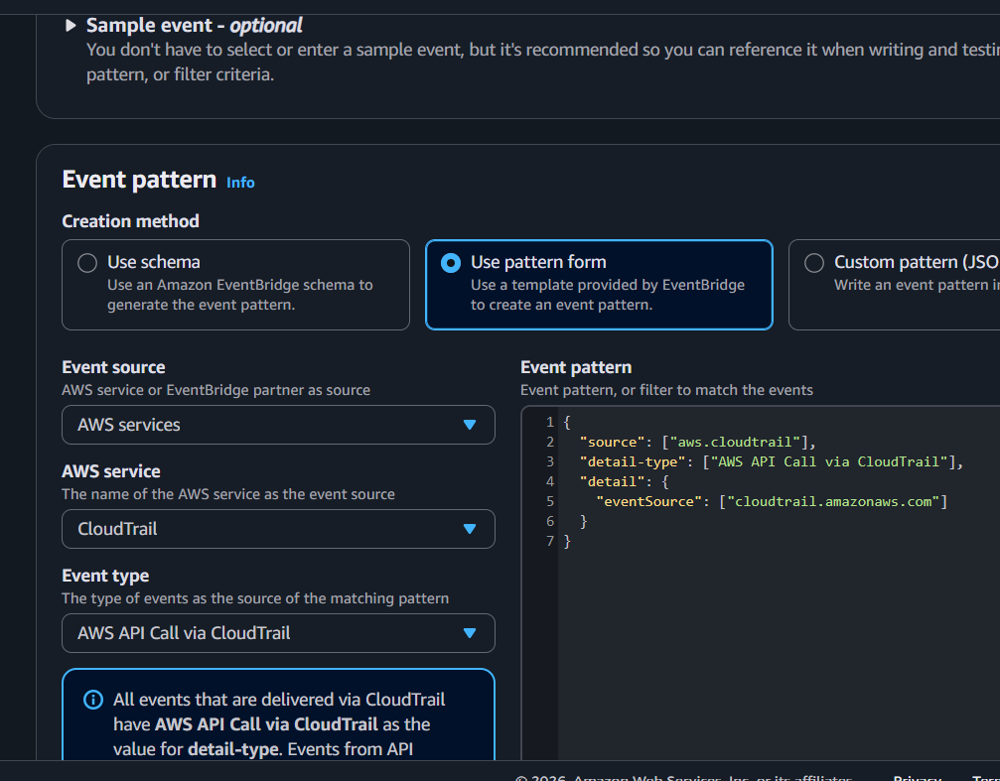 Sample event - optional
You don't have to select or enter a sample event, but it's recommended so you can reference it when writing and
pattern, or filter criteria.
Event pattern Info
Creation method
Use schema
Use an Amazon EventBridge schema to
generate the event pattern.
Use pattern form
Use a template provided by EventBridge
to create an event pattern.
Custom pattern
Write an event pattern
Event source
AWS service or EventBridge partner as source
AWS services
AWS service
The name of the AWS service as the event source
CloudTrail
Event type
The type of events as the source of the matching pattern
AWS API Call via CloudTrail
All events that are delivered via CloudTrail
have AWS API Call via CloudTrail as the
value for detail-type. Events from API
Event pattern
Event pattern, or filter to match the events
1 {
2 "source": ["aws.cloudtrail"],
3 "detail-type": ["AWS API Call via CloudTrail"],
4 "detail": {
5 "eventSource": ["cloudtrail.amazonaws.com"]
6 }
7 }
© 2026, Amazon Web Services, Inc. or its affiliates. Privacy